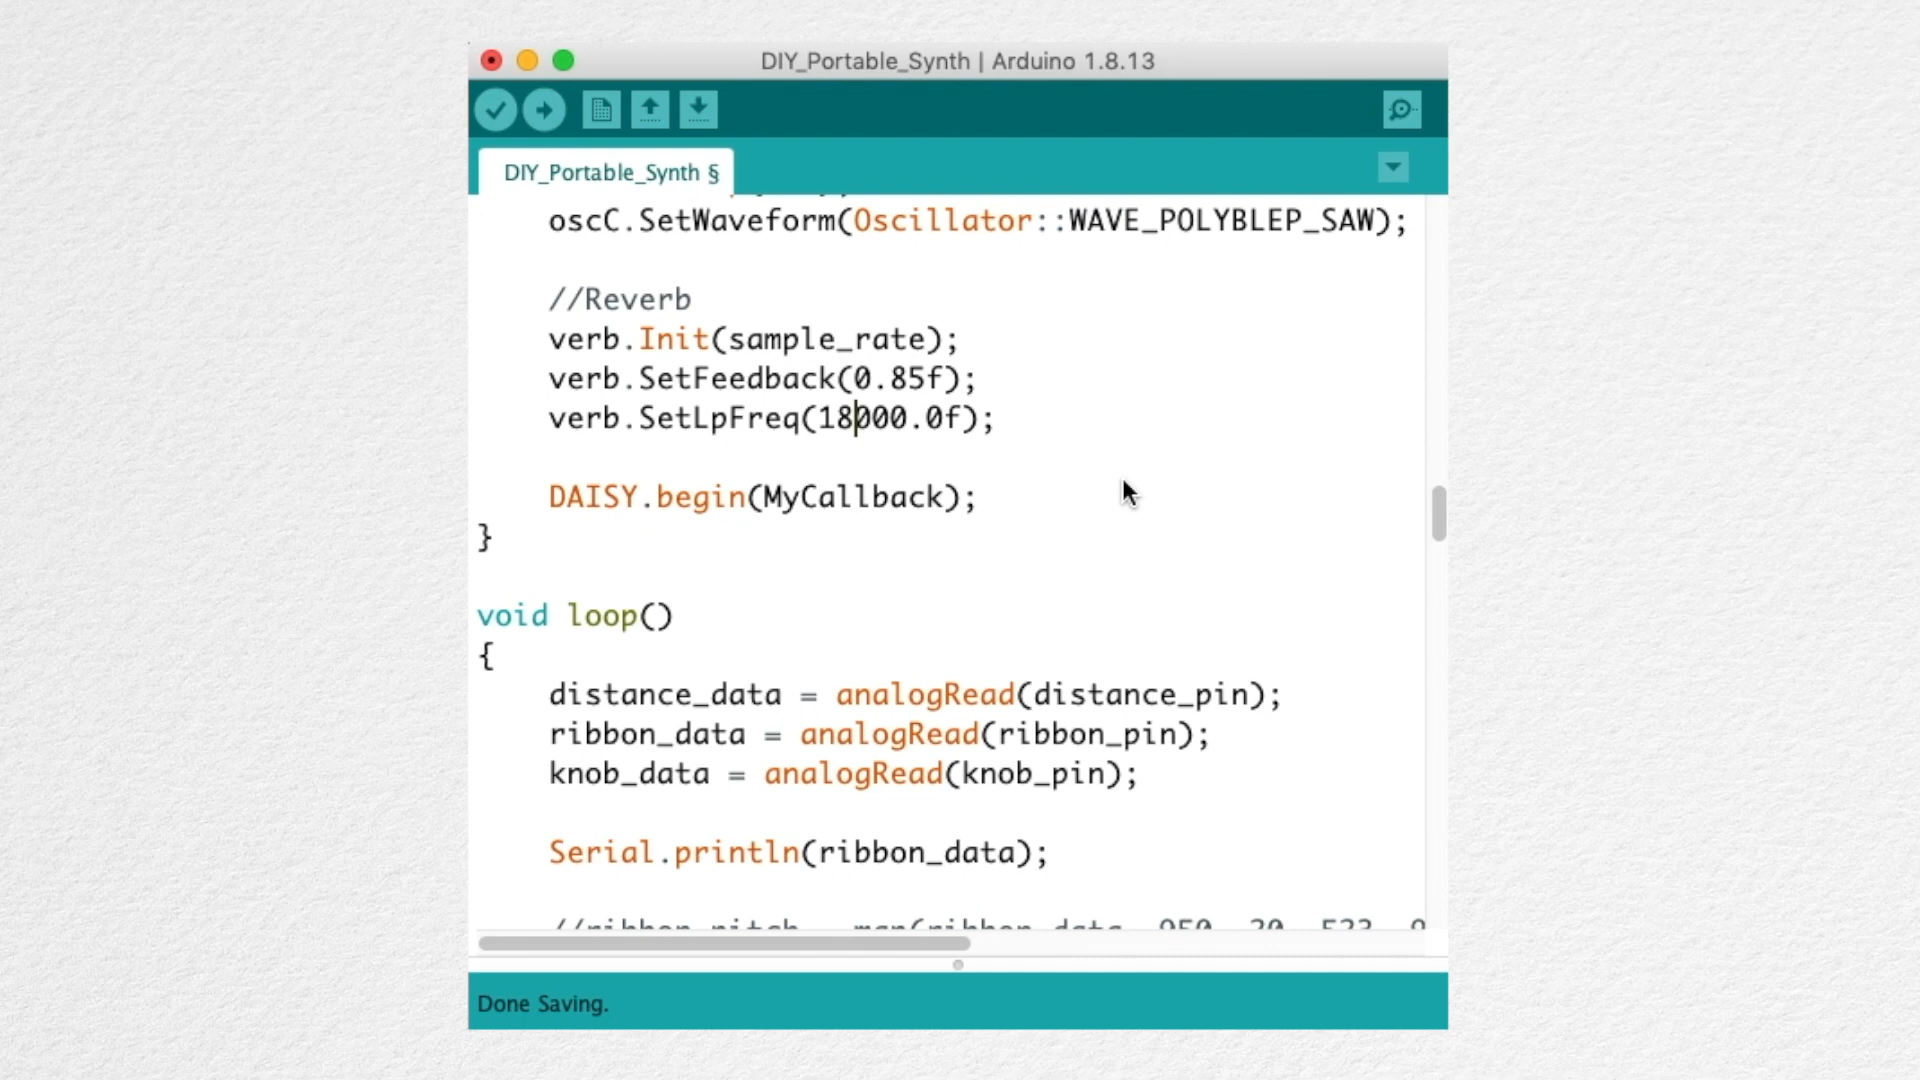 DIY_Portable_Synth | Arduino 1.8.13
DIY_Portable_Synth §
oscC.SetWaveform(Oscillator::WAVE_POLYBLEP_SAW);
//Reverb
verb.Init(sample_rate);
verb.SetFeedback(0.85f);
verb.SetLpFreq(18000.0f);
DAISY.begin(MyCallback);
}
void loop()
{
distance_data = analogRead(distance_pin);
ribbon_data = analogRead(ribbon_pin);
knob_data = analogRead(knob_pin);
Serial.println(ribbon_data);
Done Saving.